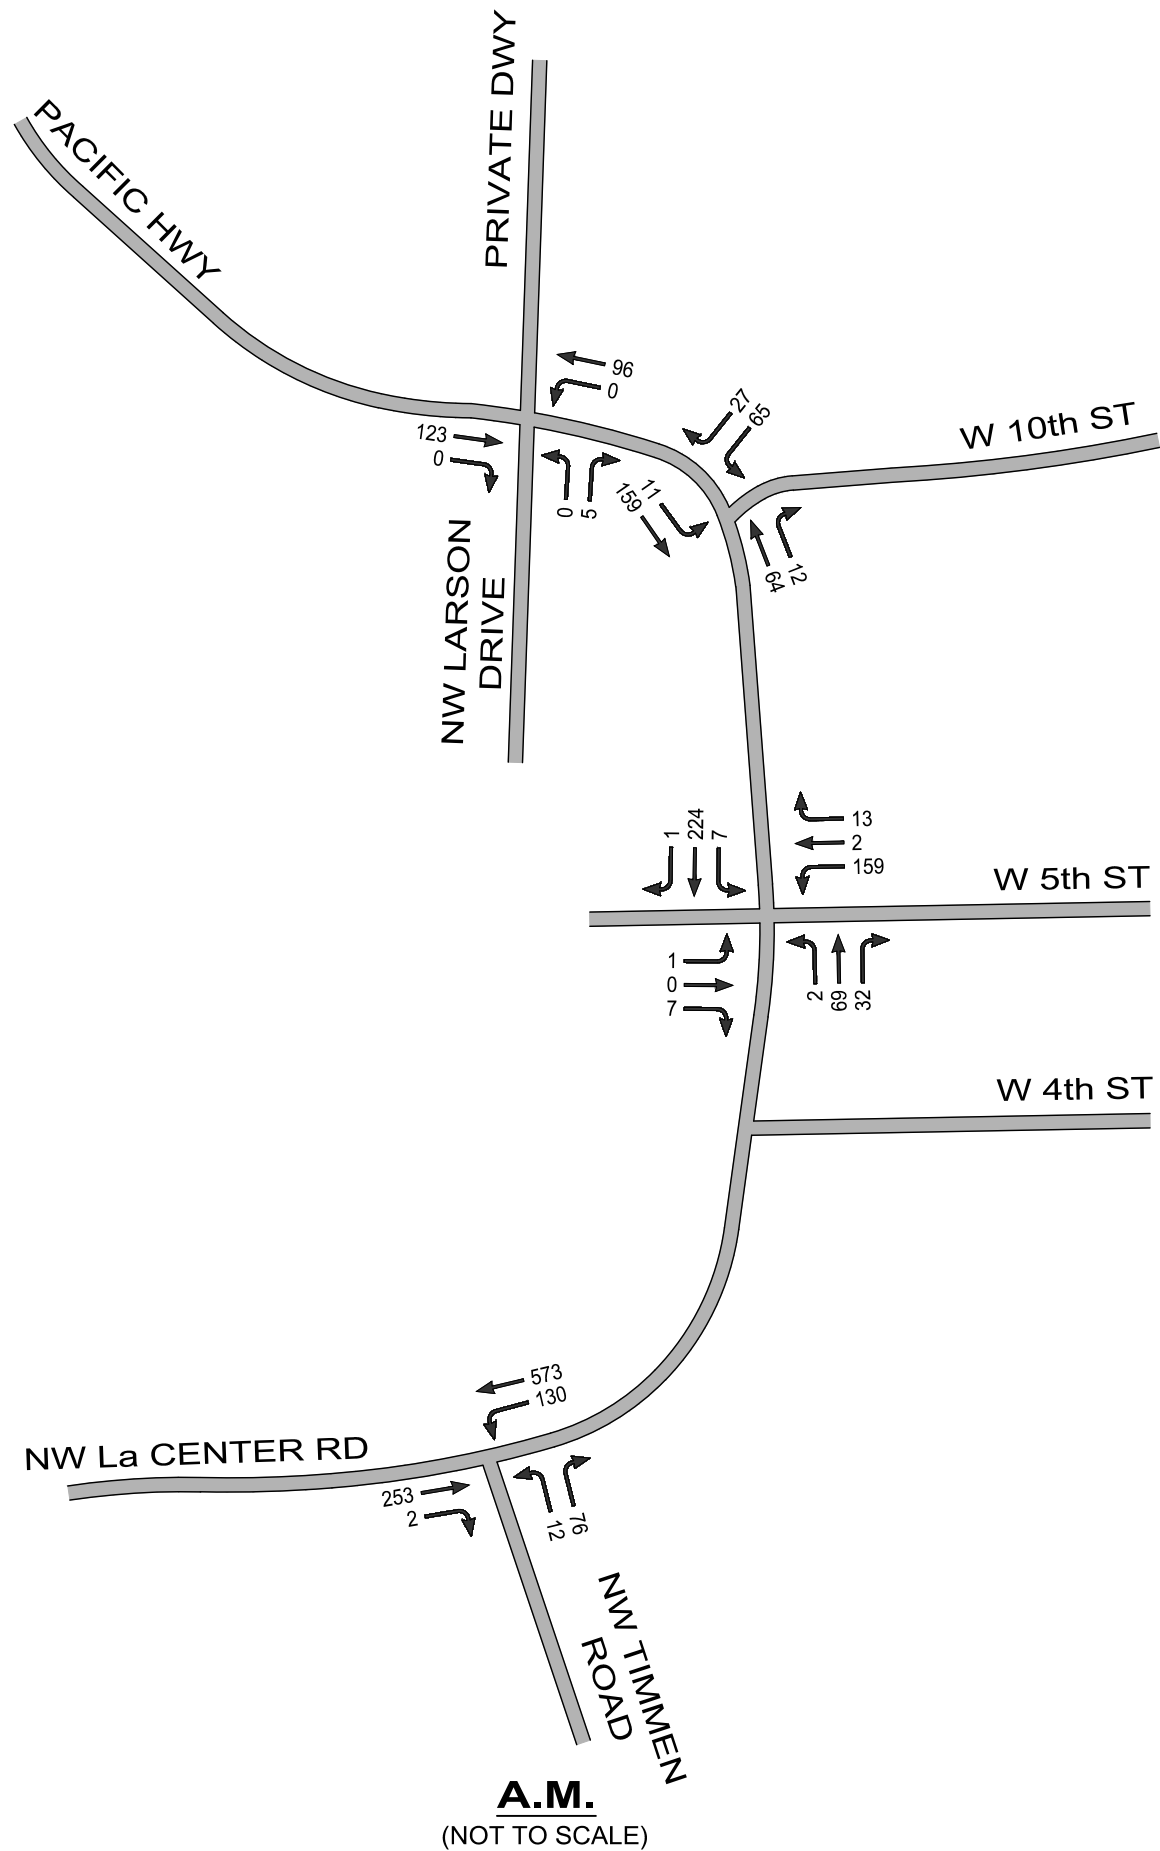 PRIVATE DWY
PACIFIC HWY
96
0
123
0
0
5
27
65
W 10th ST
11
159
64
12
NW LARSON
DRIVE
1
224
7
13
2
159
W 5th ST
1
0
7
2
69
32
W 4th ST
573
130
NW La CENTER RD
253
2
12
76
NW TIMMEN
ROAD
A.M.
(NOT TO SCALE)